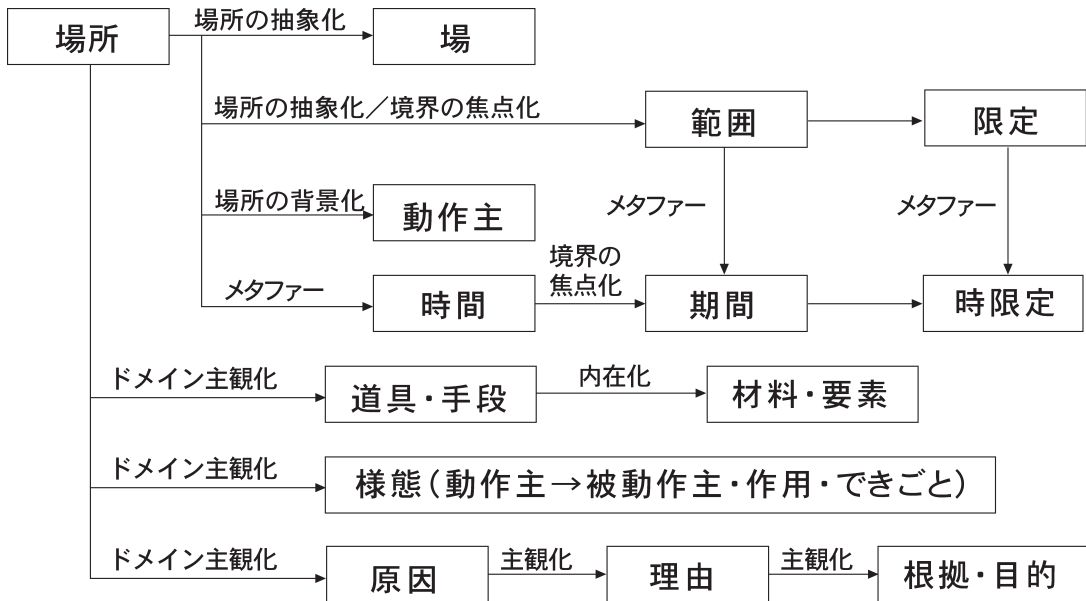 場所
場所の抽象化
場
場所の抽象化／境界の焦点化
範囲
限定
場所の背景化
動作主
メタファー
メタファー
メタファー
時間
境界の
焦点化
期間
時限定
ドメイン主観化
道具・手段
内在化
材料・要素
ドメイン主観化
様態（動作主→被動作主・作用・できごと）
ドメイン主観化
原因
主観化
理由
主観化
根拠・目的